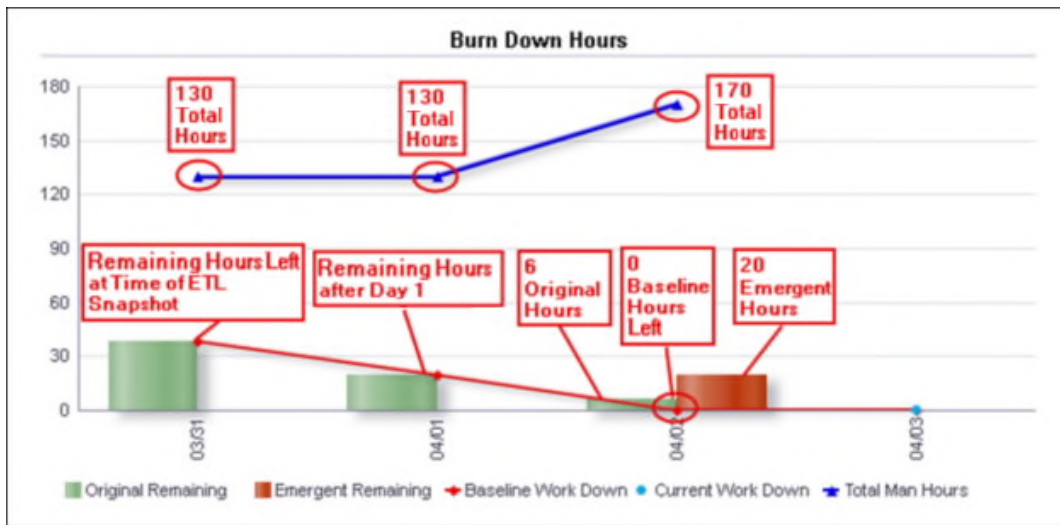 Burn Down Hours
180
150
120
90
60
30
0
130
Total
Hours
130
Total
Hours
170
Total
Hours
Remaining Hours Left
at Time of ETL
Snapshot
Remaining Hours
after Day 1
6
Original
Hours
0
Baseline
Hours
Left
20
Emergent
Hours
03/31
04/01
04/02
04/03
Original Remaining
Emergent Remaining
Baseline Work Down
Current Work Down
Total Man Hours